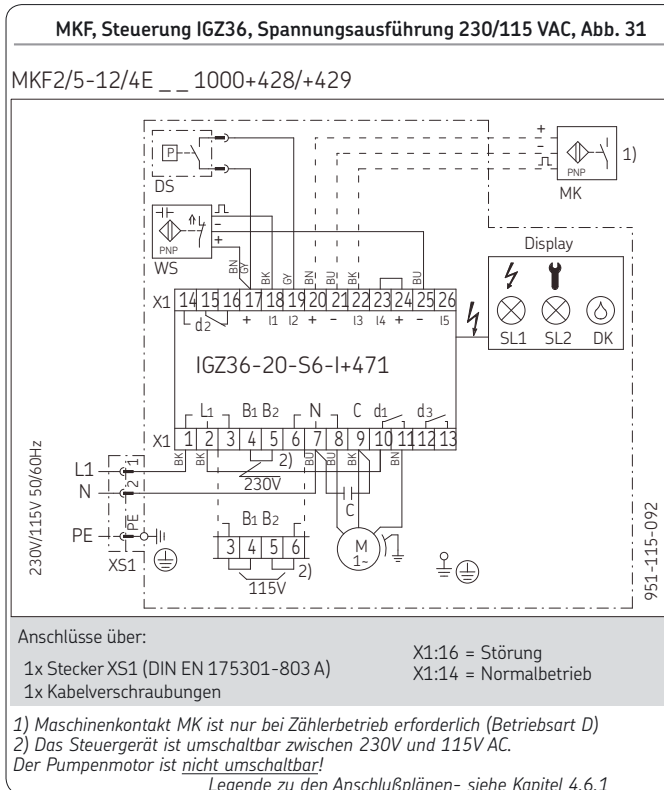 MKF, Steuerung IGZ36, Spannungsausführung 230/115 VAC, Abb. 31
MKF2/5-12/4E _ _ 1000+428/+429
P
DS
PNP
WS
+
−
+
−
PNP
MK
1)
BN
GY
BK
GY
BN
BU
BK
BU
Display
SL1 SL2 DK
X1 14 15 16 17 18 19 20 21 22 23 24 25 26
d2 + I1 I2 + − I3 I4 + − I5
IGZ36-20-S6-I+471
L1 B1 B2 N C d1 d3
X1 1 2 3 4 5 6 7 8 9 10 11 12 13
BK BK 2) BU BU BK BN
230V
C
230V/115V 50/60Hz
L1 1
N 2
PE PE
XS1
B1 B2
3 4 5 6
2)
115V
M
1~
951-115-092
Anschlüsse über:
1x Stecker XS1 (DIN EN 175301-803 A)
1x Kabelverschraubungen
X1:16 = Störung
X1:14 = Normalbetrieb
1) Maschinenkontakt MK ist nur bei Zählerbetrieb erforderlich (Betriebsart D)
2) Das Steuergerät ist umschaltbar zwischen 230V und 115V AC.
Der Pumpenmotor ist nicht umschaltbar!
Legende zu den Anschlußplänen- siehe Kapitel 4.6.1